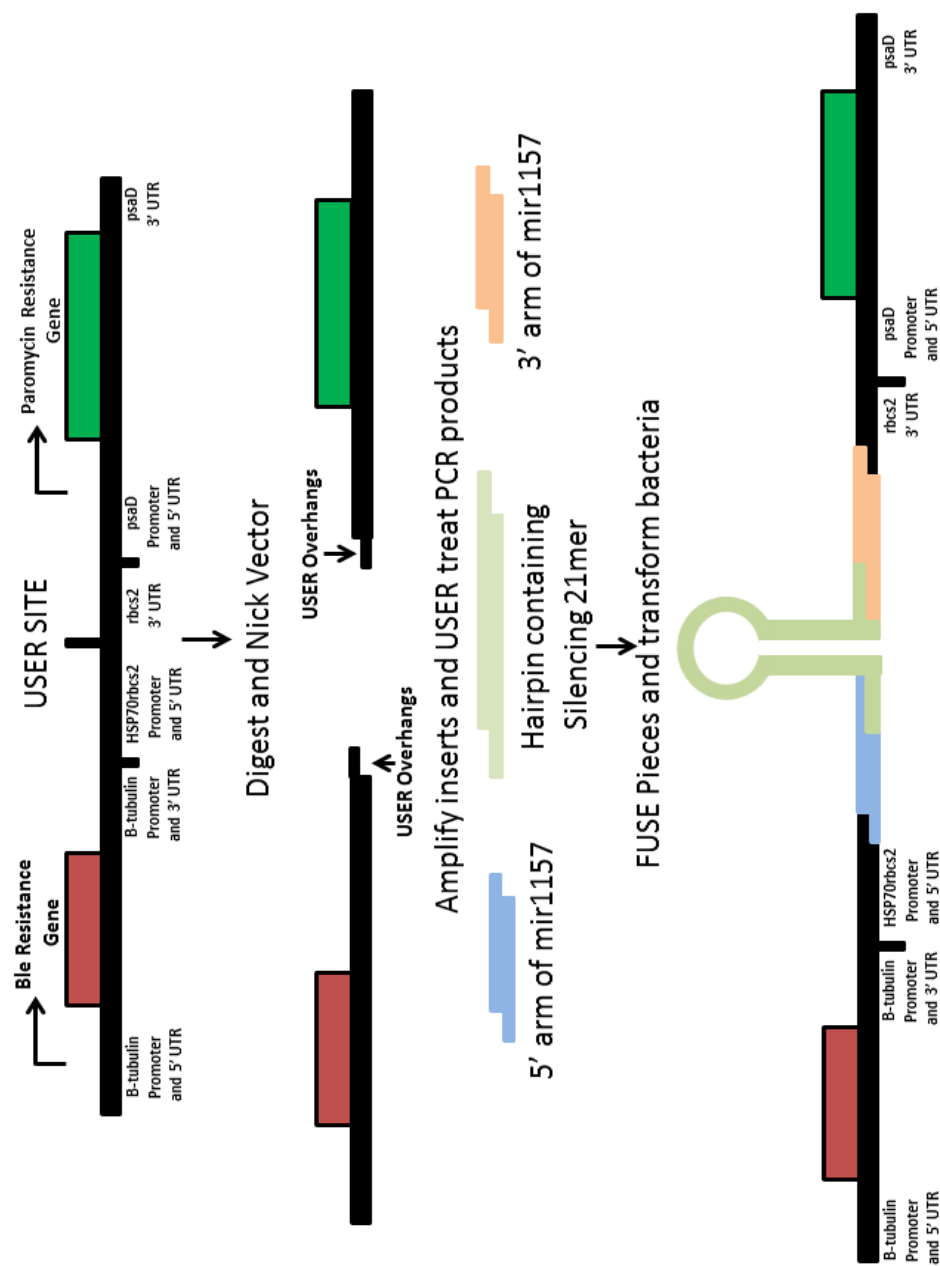 USER SITE
Ble Resistance
Gene
Paromycin Resistance
Gene
B-tubulin
Promoter
and 5' UTR
B-tubulin
Promoter
and 3' UTR
HSP70rbcs2
Promoter
and 5' UTR
rbcs2
3' UTR
psaD
Promoter
and 5' UTR
psaD
3' UTR
Digest and Nick Vector
USER Overhangs
USER Overhangs
Amplify inserts and USER treat PCR products
5' arm of mir1157
Hairpin containing
Silencing 21mer
3' arm of mir1157
FUSE Pieces and transform bacteria
B-tubulin
Promoter
and 5' UTR
B-tubulin
Promoter
and 3' UTR
HSP70rbcs2
Promoter
and 5' UTR
rbcs2
3' UTR
psaD
Promoter
and 5' UTR
psaD
3' UTR